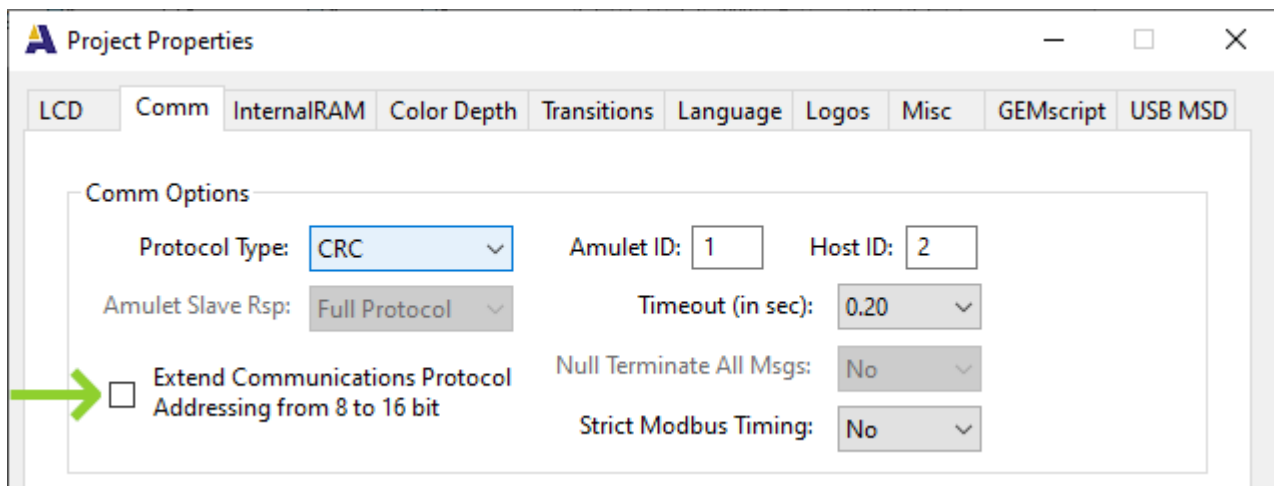 Project Properties
LCD Comm InternalRAM Color Depth Transitions Language Logos Misc GEMscript USB MSD
Comm Options
Protocol Type: CRC Amulet ID: 1 Host ID: 2
Amulet Slave Rsp: Full Protocol Timeout (in sec): 0.20
Extend Communications Protocol
Addressing from 8 to 16 bit
Null Terminate All Msgs: No
Strict Modbus Timing: No